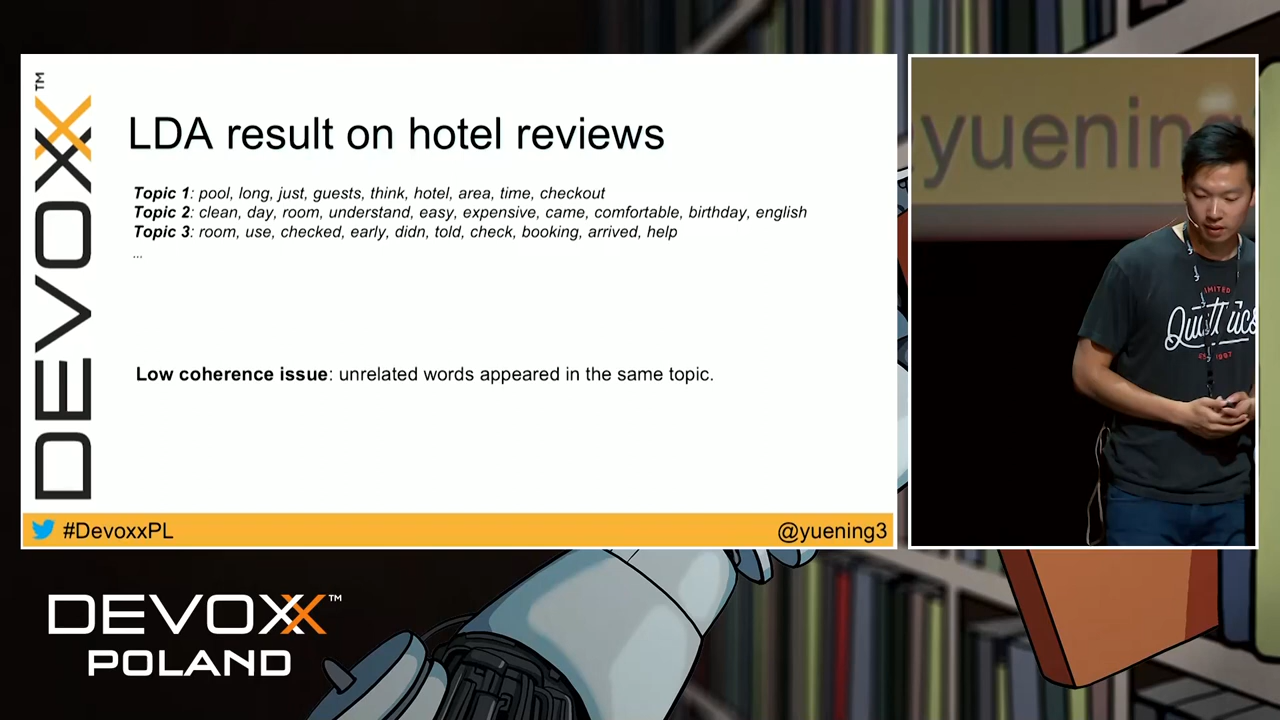 DEVOXX™
LDA result on hotel reviews
Topic 1: pool, long, just, guests, think, hotel, area, time, checkout
Topic 2: clean, day, room, understand, easy, expensive, came, comfortable, birthday, english
Topic 3: room, use, checked, early, didn, told, check, booking, arrived, help
...
Low coherence issue: unrelated words appeared in the same topic.
#DevoxxPL
@yuening3
yuening
DEVOXX™
POLAND